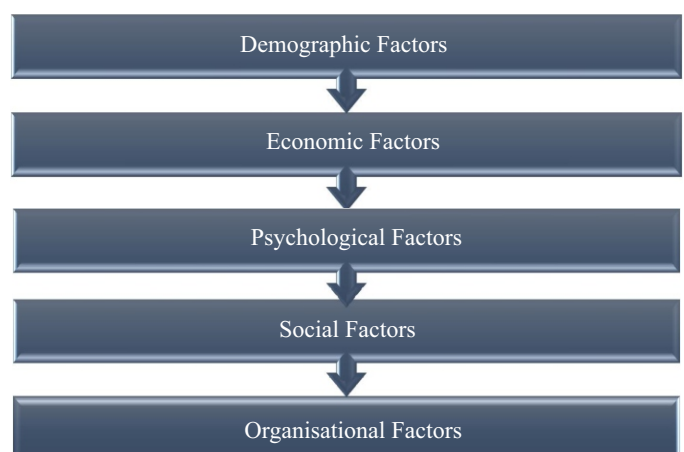 Demographic Factors
Economic Factors
Psychological Factors
Social Factors
Organisational Factors